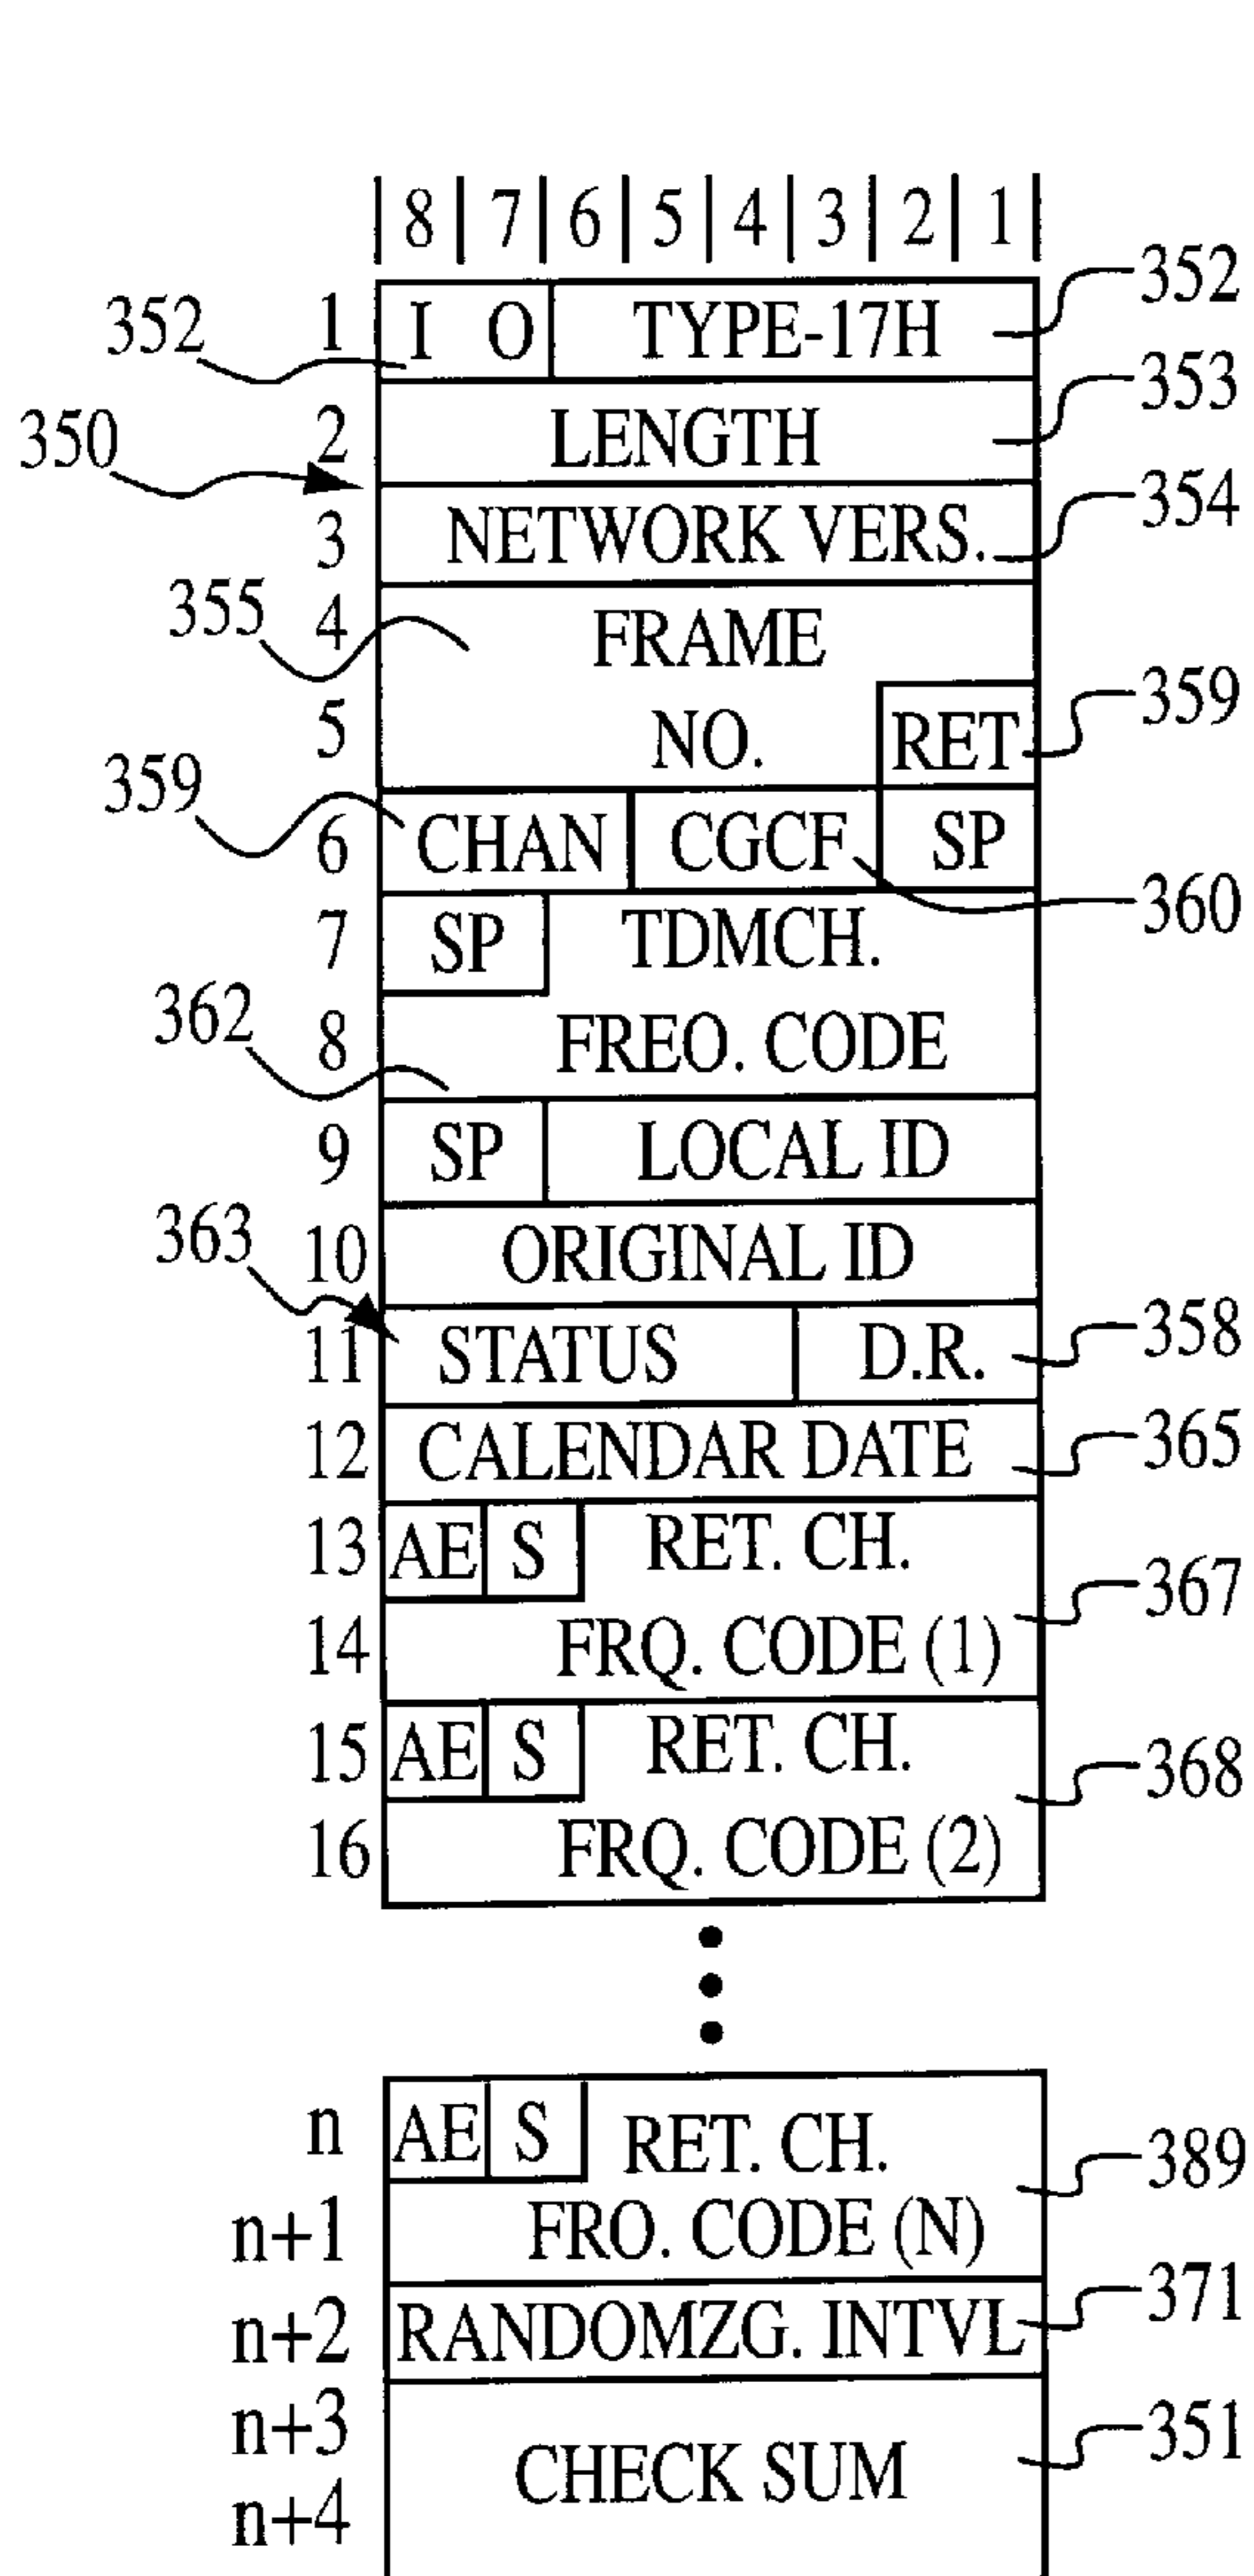 8 7 6 5 4 3 2 1
352 1 I O TYPE-17H 352
2 LENGTH 353
350
3 NETWORK VERS. 354
355 4 FRAME
5 NO. RET 359
359 6 CHAN CGCF SP
360
7 SP TDMCH.
362 8 FREO. CODE
9 SP LOCAL ID
363 10 ORIGINAL ID
11 STATUS D.R. 358
12 CALENDAR DATE 365
13 AE S RET. CH.
367
14 FRQ. CODE (1)
15 AE S RET. CH.
368
16 FRQ. CODE (2)
n AE S RET. CH.
389
n+1 FRO. CODE (N)
371
n+2 RANDOMZG. INTVL
n+3
CHECK SUM 351
n+4